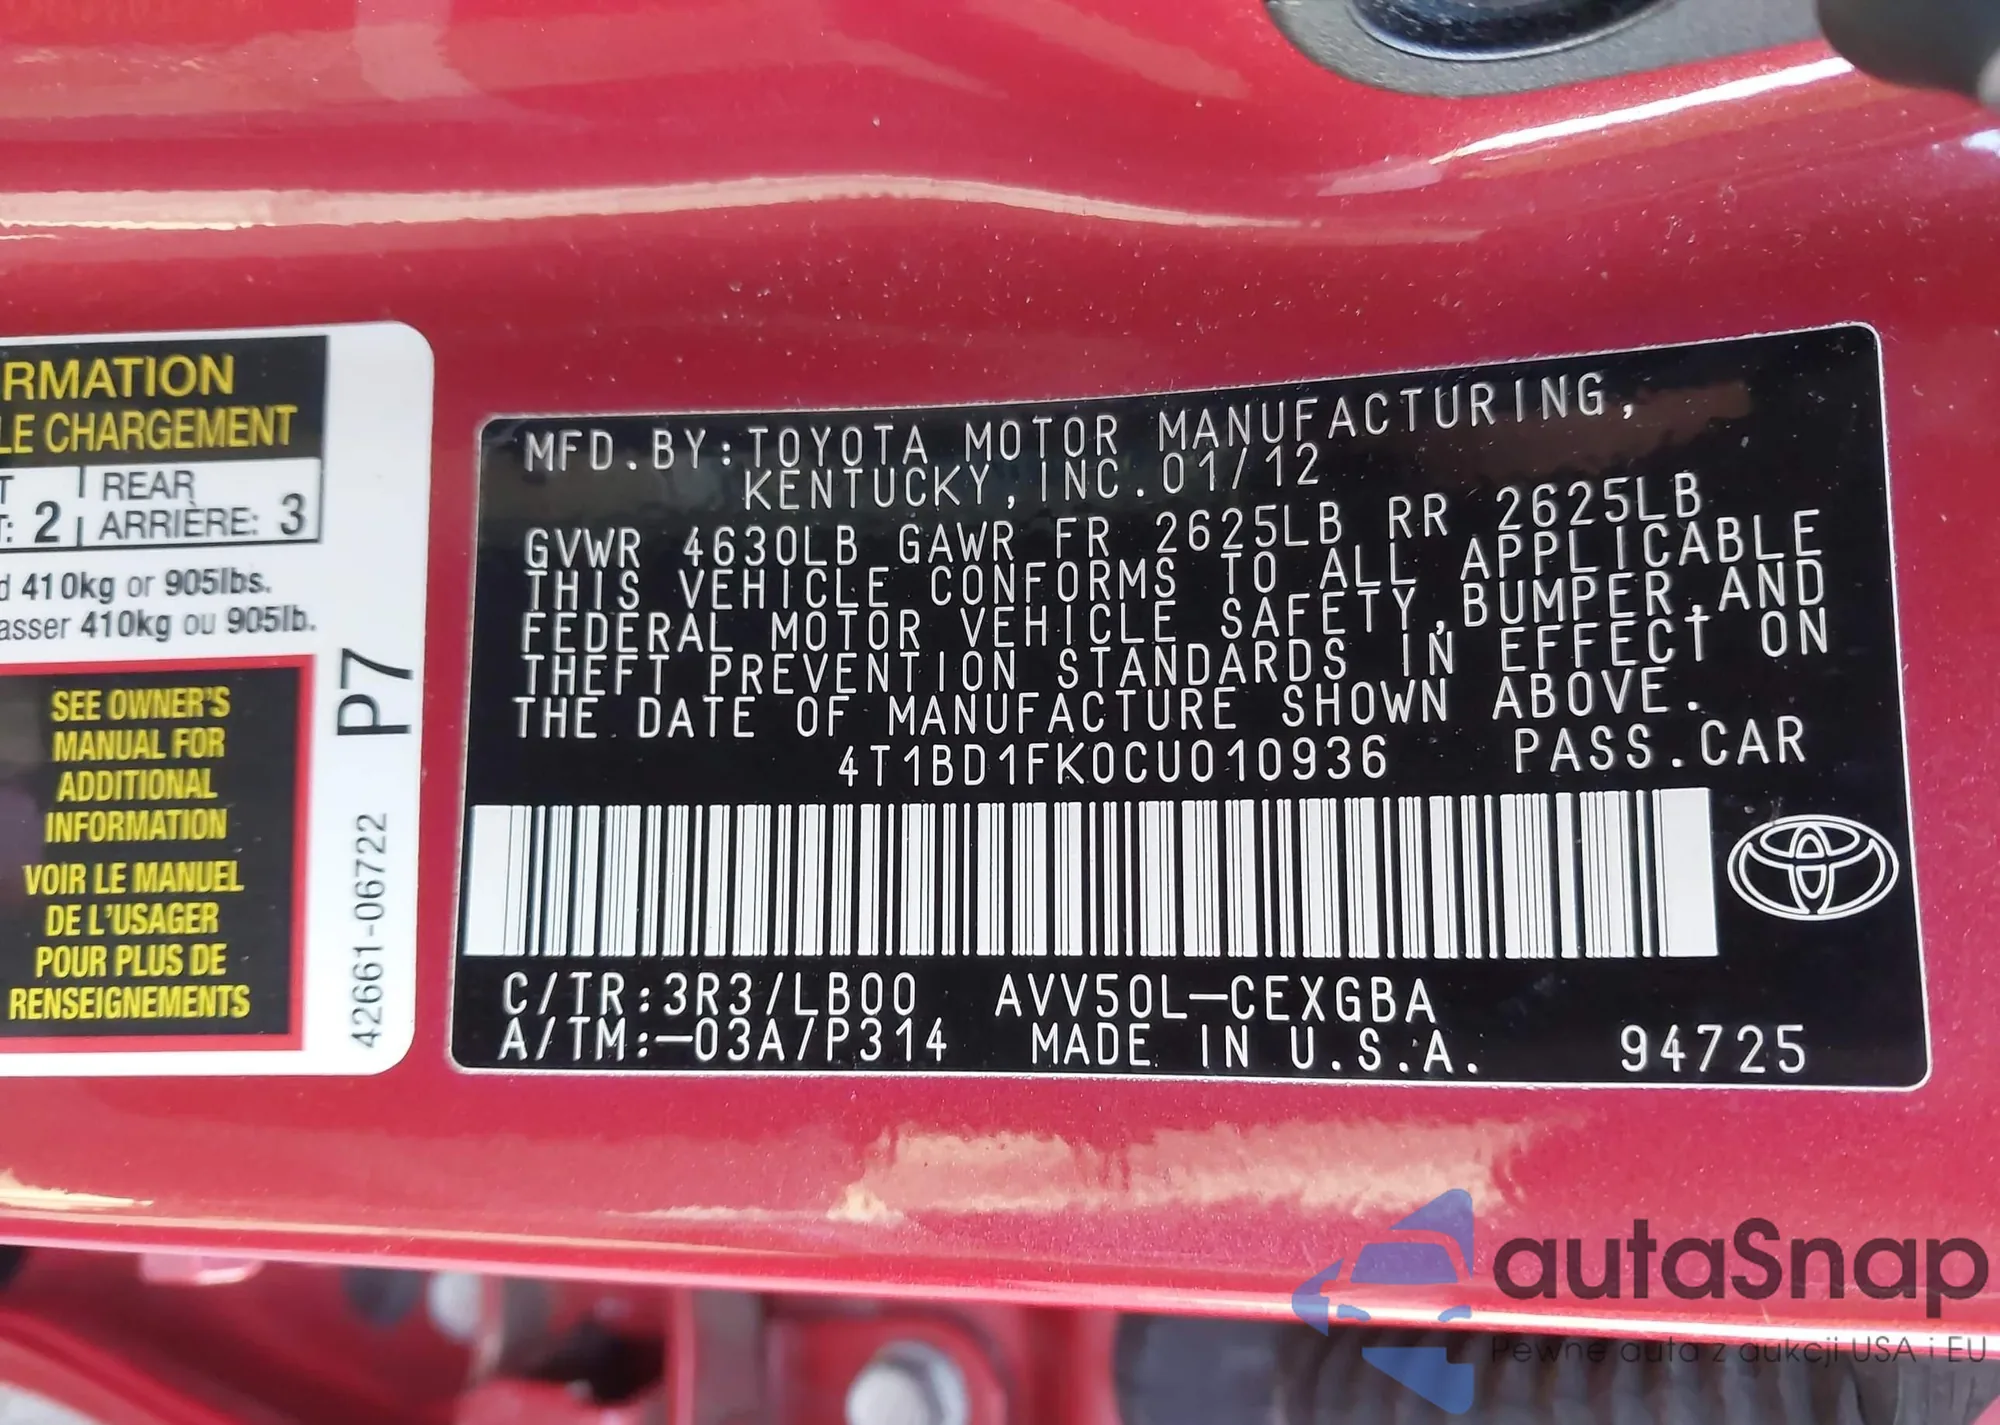 RMATION
LE CHARGEMENT
REAR
: 2 ARRIÈRE: 3
410kg or 905lbs.
asser 410kg ou 905lb.
SEE OWNER'S
MANUAL FOR
ADDITIONAL
INFORMATION
VOIR LE MANUEL
DE L'USAGER
POUR PLUS DE
RENSEIGNEMENTS
P7
42661-06722
MFD.BY:TOYOTA MOTOR MANUFACTURING,
KENTUCKY,INC.01/12
GVWR 4630LB GAWR FR 2625LB RR 2625LB
THIS VEHICLE CONFORMS TO ALL APPLICABLE
FEDERAL MOTOR VEHICLE SAFETY,BUMPER,AND
THEFT PREVENTION STANDARDS IN EFFECT ON
THE DATE OF MANUFACTURE SHOWN ABOVE.
4T1BD1FK0CU010936 PASS.CAR
C/TR:3R3/LB00 AVV50L-CEXGBA
A/TM:-03A/P314 MADE IN U.S.A. 94725
autaSnap
Pewne auta z aukcji USA i EU